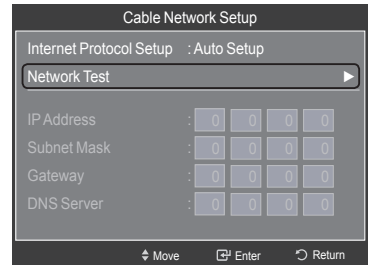 Cable Network Setup
Internet Protocol Setup : Auto Setup
Network Test
IP Address : 0 0 0 0
Subnet Mask : 0 0 0 0
Gateway : 0 0 0 0
DNS Server : 0 0 0 0
Move Enter Return